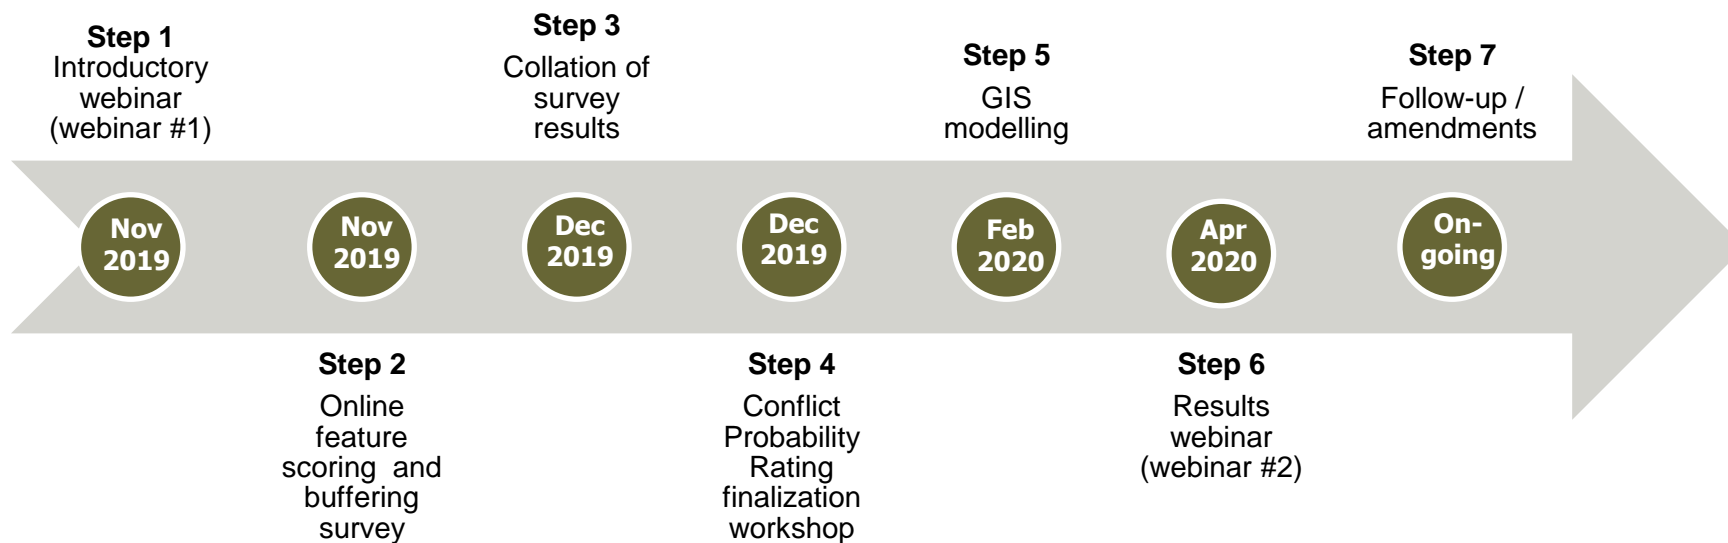 Step 1
Introductory
webinar
(webinar #1)
Step 3
Collation of
survey
results
Step 5
GIS
modelling
Step 7
Follow-up /
amendments
Nov
2019
Nov
2019
Dec
2019
Dec
2019
Feb
2020
Apr
2020
On-
going
Step 2
Online
feature
scoring and
buffering
survey
Step 4
Conflict
Probability
Rating
finalization
workshop
Step 6
Results
webinar
(webinar #2)